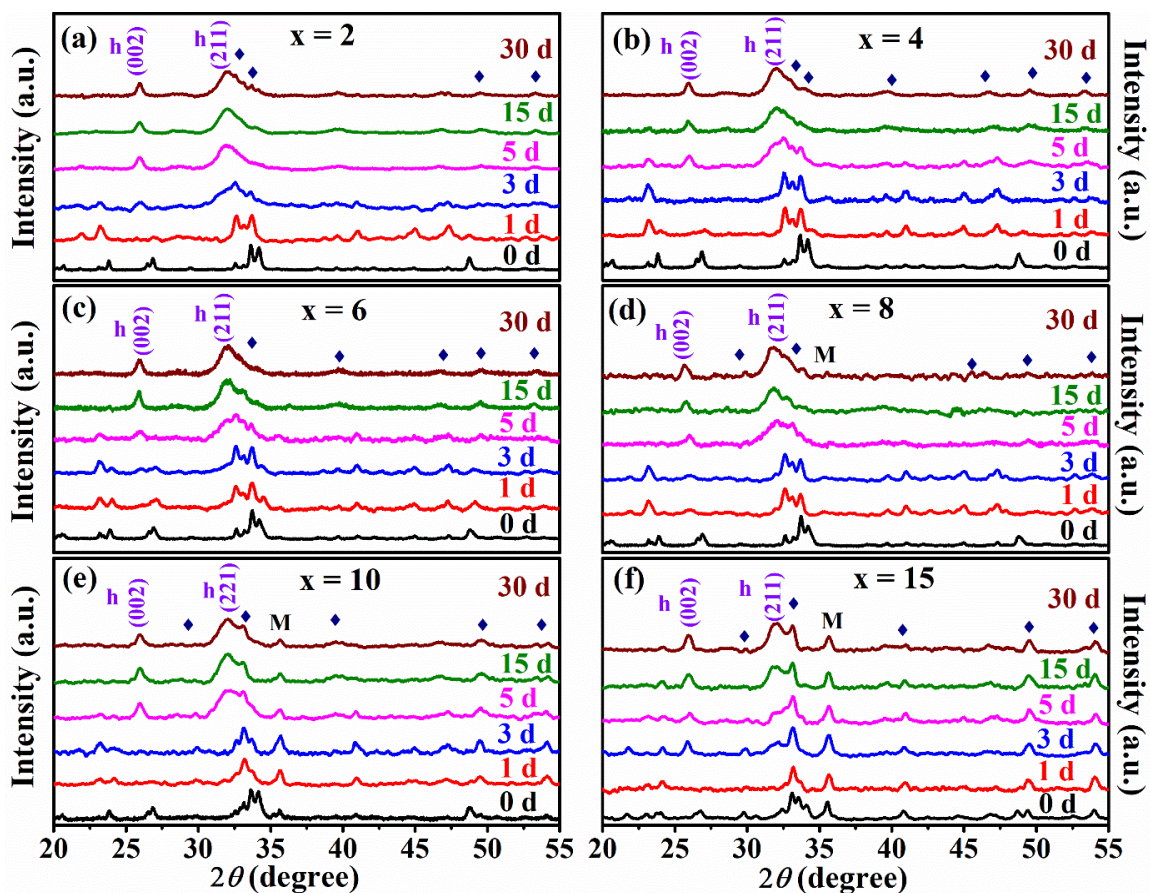 (a)
h
(002)
h
(211)
x = 2
30 d
15 d
5 d
3 d
1 d
0 d
Intensity (a.u.)
(b)
h
(002)
h
(211)
x = 4
30 d
15 d
5 d
3 d
1 d
0 d
Intensity (a.u.)
(c)
h
(002)
h
(211)
x = 6
30 d
15 d
5 d
3 d
1 d
0 d
Intensity (a.u.)
(d)
h
(002)
h
(211)
x = 8
M
30 d
15 d
5 d
3 d
1 d
0 d
Intensity (a.u.)
(e)
h
(002)
h
(221)
x = 10
M
30 d
15 d
5 d
3 d
1 d
0 d
Intensity (a.u.)
20 25 30 35 40 45 50 55
2θ (degree)
(f)
h
(002)
h
(211)
x = 15
M
30 d
15 d
5 d
3 d
1 d
0 d
Intensity (a.u.)
20 25 30 35 40 45 50 55
2θ (degree)